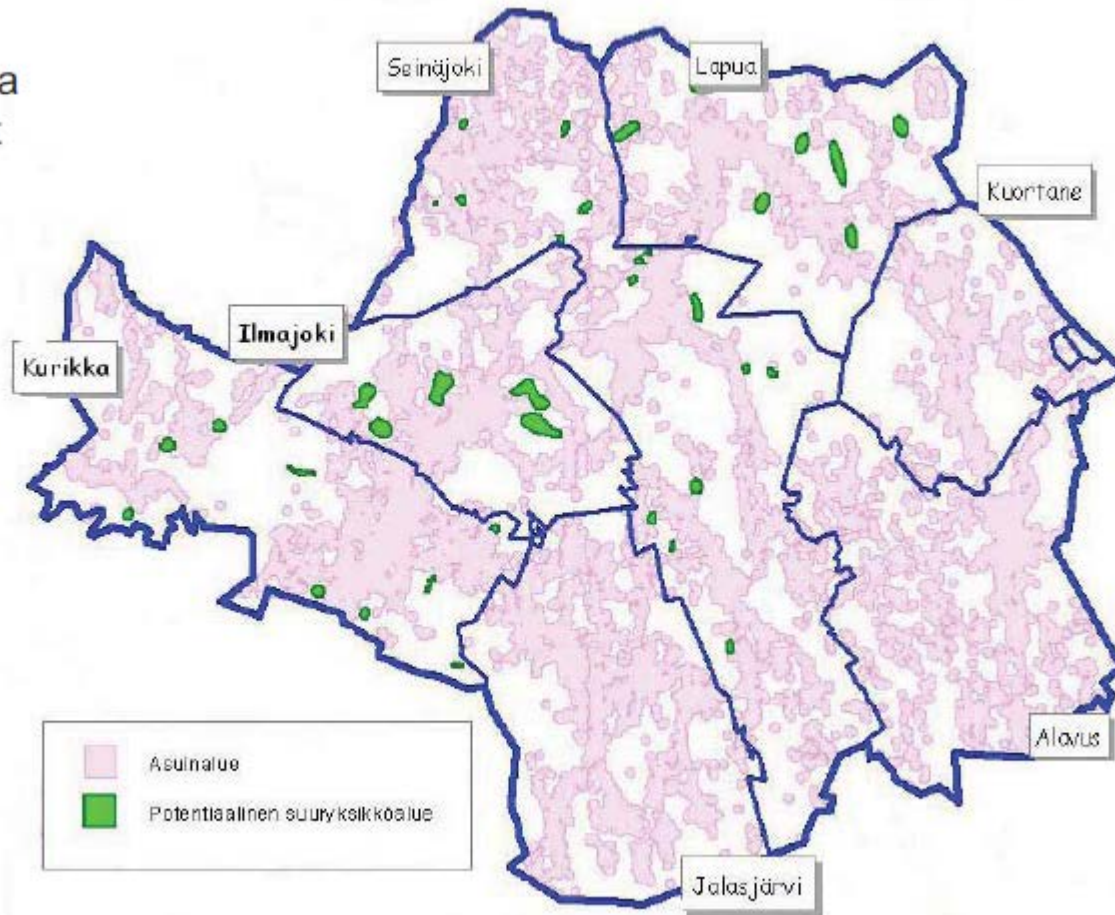 a
Seinäjoki
Lapua
Kuortane
Ilmajoki
Kurikka
Alavus
Jalasjärvi
Asuinalue
Potentiaalinen suuryksikköalue